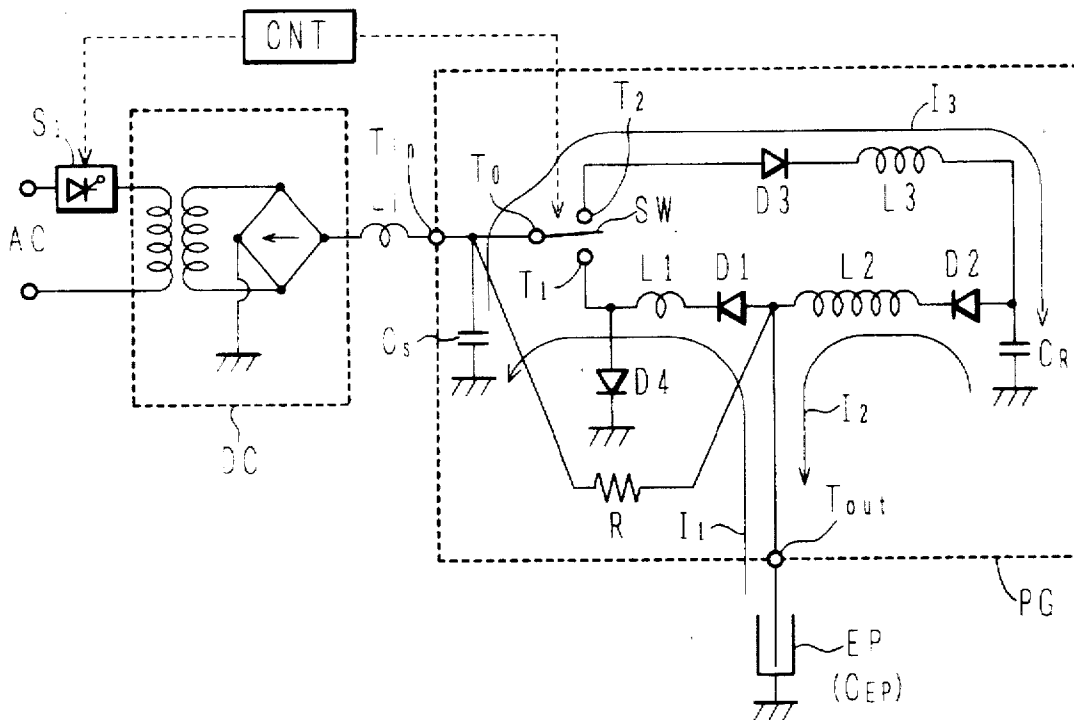 CNT
S1
T2
I3
Tin
T0
AC
Li
D3
L3
SW
T1
L1
D1
L2
D2
Cs
D4
CR
I2
DC
R
I1
Tout
PG
EP
(CEP)